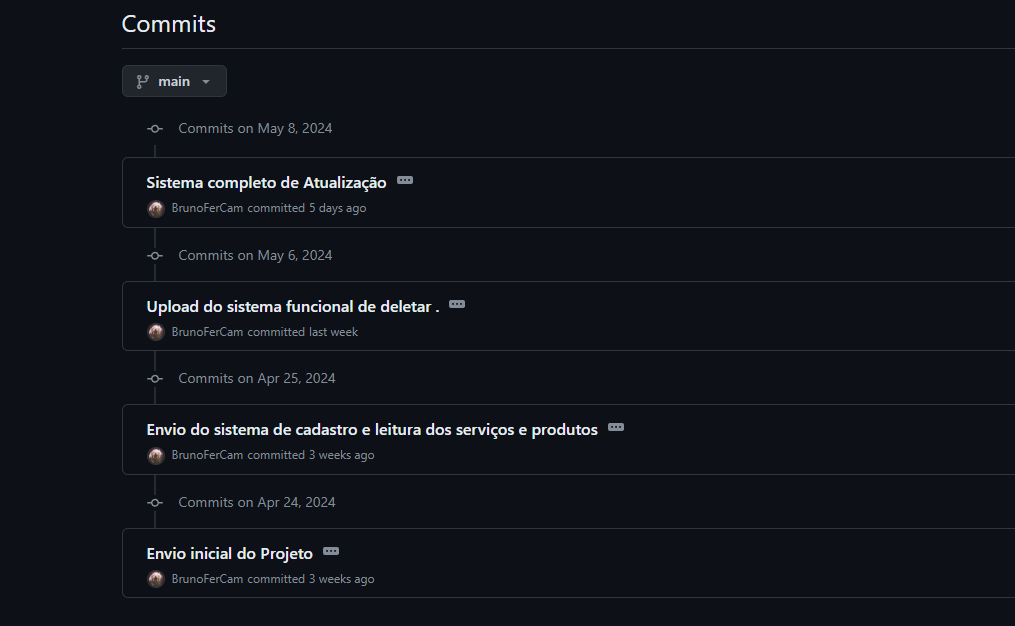 Commits
main
Commits on May 8, 2024
Sistema completo de Atualização
BrunoFerCam committed 5 days ago
Commits on May 6, 2024
Upload do sistema funcional de deletar .
BrunoFerCam committed last week
Commits on Apr 25, 2024
Envio do sistema de cadastro e leitura dos serviços e produtos
BrunoFerCam committed 3 weeks ago
Commits on Apr 24, 2024
Envio inicial do Projeto
BrunoFerCam committed 3 weeks ago